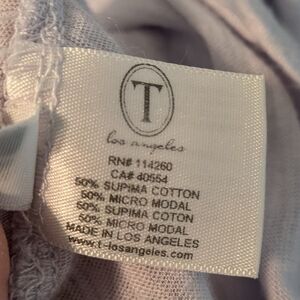 T
los angeles
RN# 114260
CA# 40554
50% SUPIMA COTTON
50% MICRO MODAL
50% SUPIMA COTON
50% MICRO MODAL
MADE IN LOS ANGELES
www.t-losangeles.com